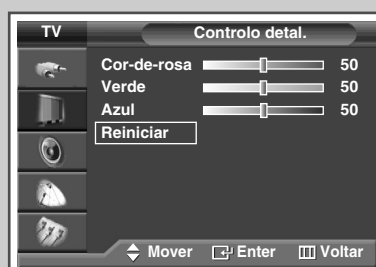 TV
Controlo detal.
Cor-de-rosa 50
Verde 50
Azul 50
Reiniciar
Mover Enter Voltar